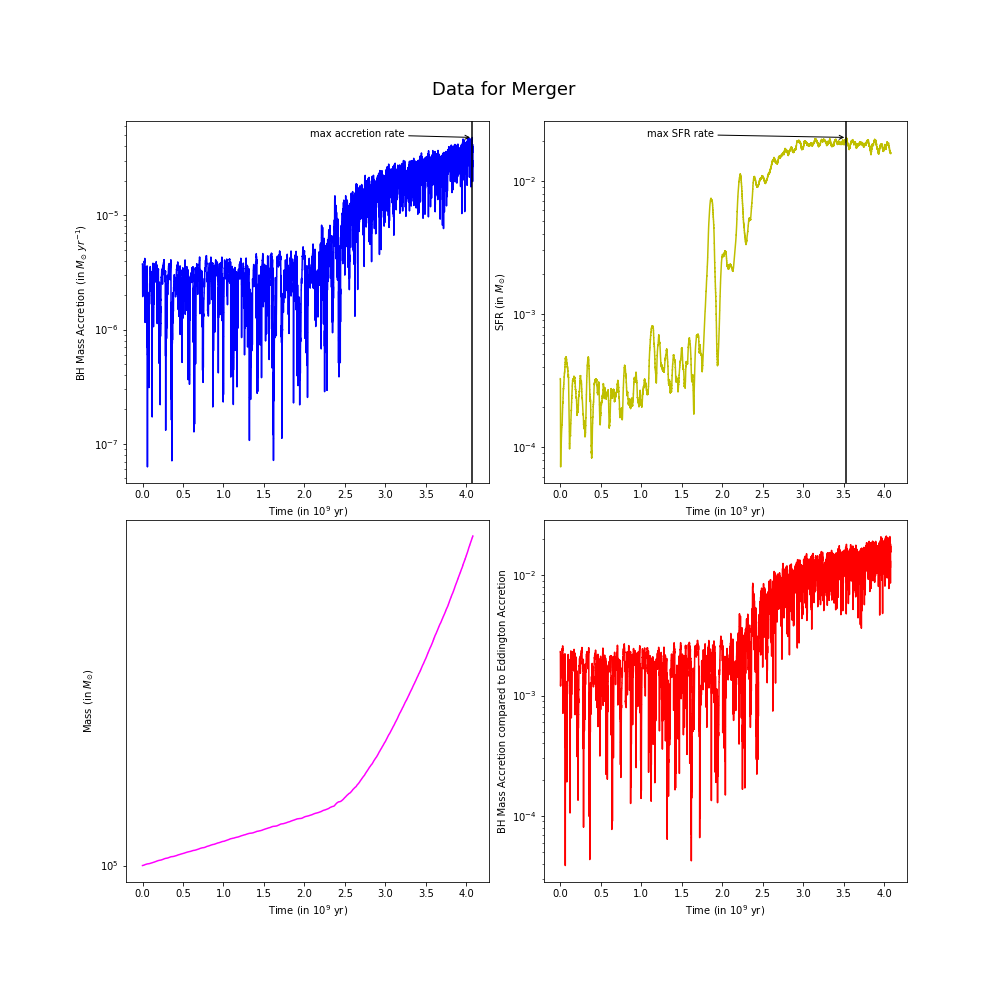 Data for Merger
max accretion rate
BH Mass Accretion (in $M_\odot$ $yr^{-1}$)
10⁻⁵
10⁻⁶
10⁻⁷
0.0 0.5 1.0 1.5 2.0 2.5 3.0 3.5 4.0
Time (in 10⁹ yr)
max SFR rate
SFR (in $M_\odot$)
10⁻²
10⁻³
10⁻⁴
0.0 0.5 1.0 1.5 2.0 2.5 3.0 3.5 4.0
Time (in 10⁹ yr)
Mass (in $M_\odot$)
10⁵
0.0 0.5 1.0 1.5 2.0 2.5 3.0 3.5 4.0
Time (in 10⁹ yr)
BH Mass Accretion compared to Eddington Accretion
10⁻²
10⁻³
10⁻⁴
0.0 0.5 1.0 1.5 2.0 2.5 3.0 3.5 4.0
Time (in 10⁹ yr)